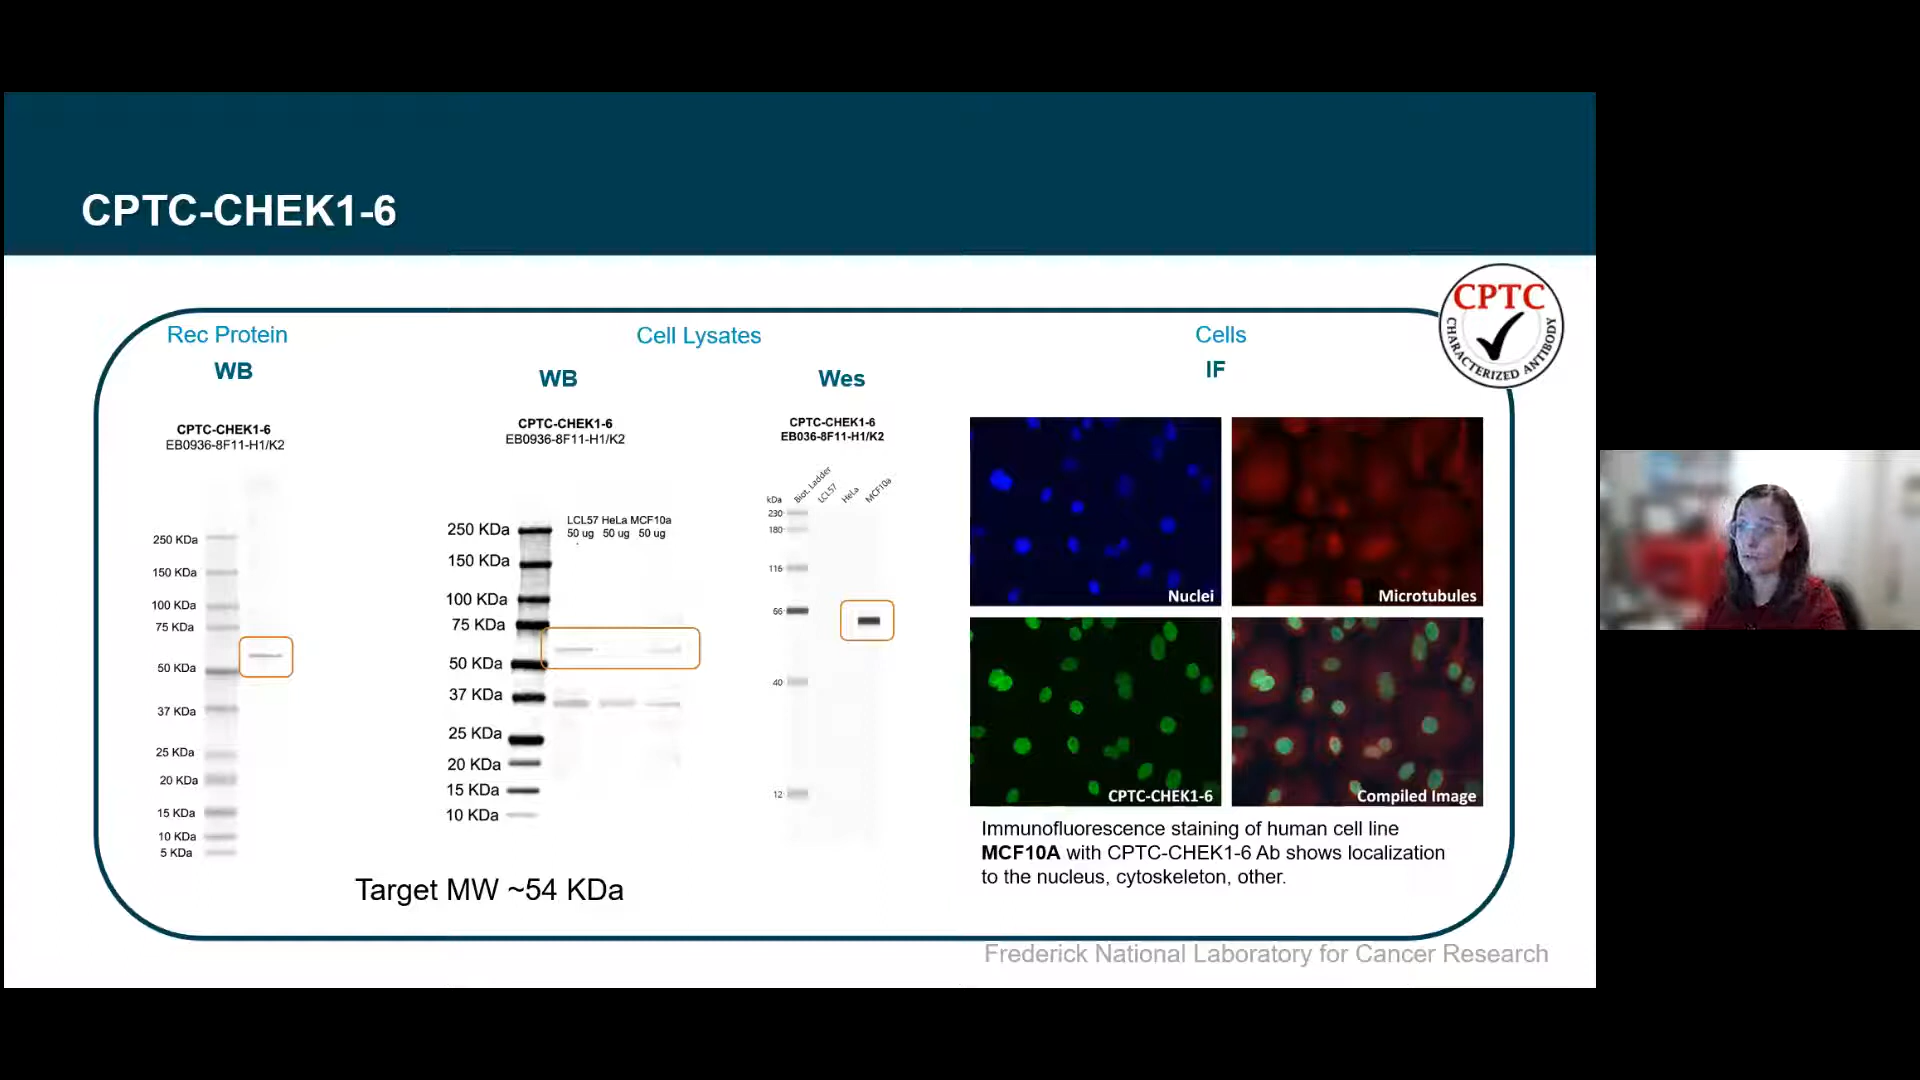 CPTC-CHEK1-6
CPTC
CHARACTERIZED ANTIBODY
Rec Protein
WB
CPTC-CHEK1-6
EB0936-8F11-H1/K2
250 KDa
150 KDa
100 KDa
75 KDa
50 KDa
37 KDa
25 KDa
20 KDa
15 KDa
10 KDa
5 KDa
Cell Lysates
WB
CPTC-CHEK1-6
EB0936-8F11-H1/K2
LCL57 HeLa MCF10a
50 ug 50 ug 50 ug
250 KDa
150 KDa
100 KDa
75 KDa
50 KDa
37 KDa
25 KDa
20 KDa
15 KDa
10 KDa
Wes
CPTC-CHEK1-6
EB036-8F11-H1/K2
kDa
Biot. Ladder
LCL57
HeLa
MCF10a
230
180
116
66
40
12
Target MW ~54 KDa
Cells
IF
Nuclei
Microtubules
CPTC-CHEK1-6
Compiled Image
Immunofluorescence staining of human cell line
MCF10A with CPTC-CHEK1-6 Ab shows localization
to the nucleus, cytoskeleton, other.
Frederick National Laboratory for Cancer Research